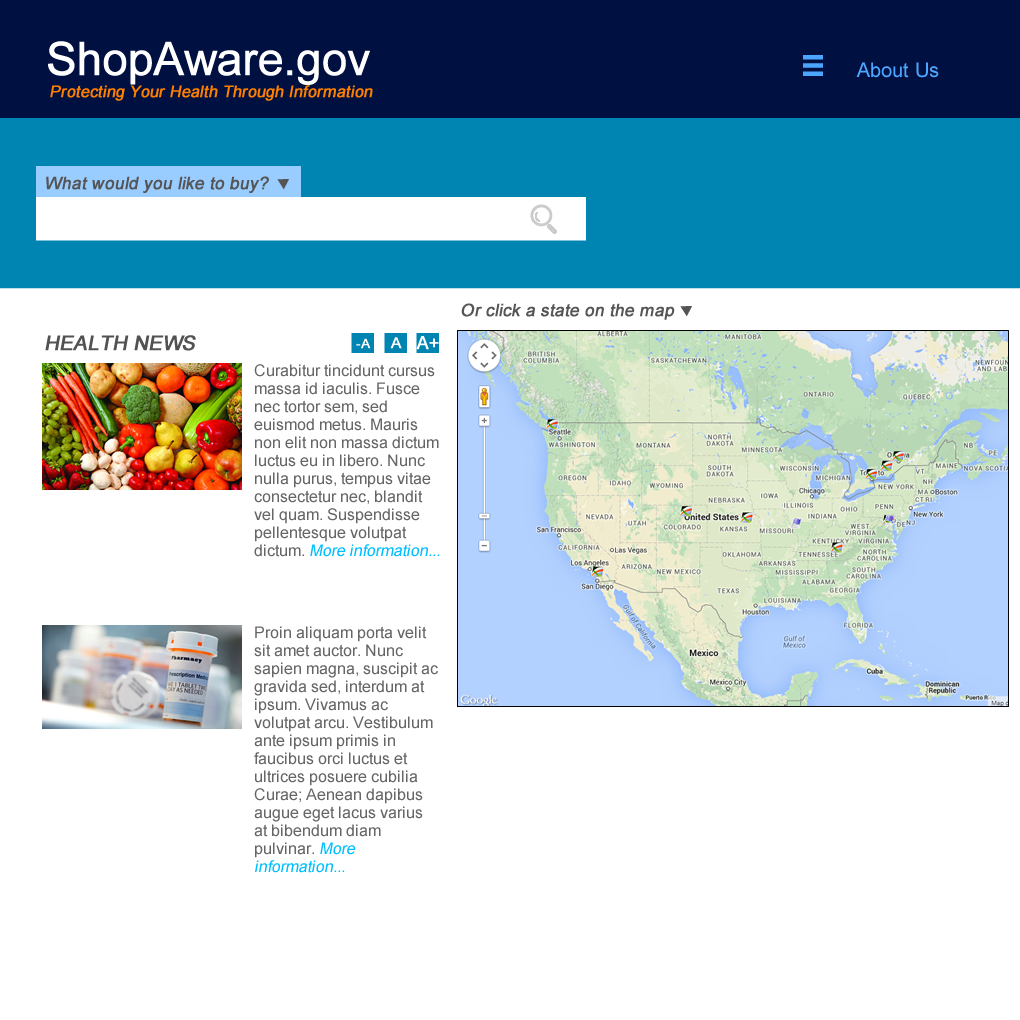 ShopAware.gov
Protecting Your Health Through Information
About Us
What would you like to buy? ▼
Or click a state on the map ▼
HEALTH NEWS
-A A A+
Curabitur tincidunt cursus
massa id iaculis. Fusce
nec tortor sem, sed
euismod metus. Mauris
non elit non massa dictum
luctus eu in libero. Nunc
nulla purus, tempus vitae
consectetur nec, blandit
vel quam. Suspendisse
pellentesque volutpat
dictum. More information...
Pharmacy
Prescription
Proin aliquam porta velit
sit amet auctor. Nunc
sapien magna, suscipit ac
gravida sed, interdum at
ipsum. Vivamus ac
volutpat arcu. Vestibulum
ante ipsum primis in
faucibus orci luctus et
ultrices posuere cubilia
Curae; Aenean dapibus
augue eget lacus varius
at bibendum diam
pulvinar. More
information...
ALBERTA
MANITOBA
BRITISH
COLUMBIA
SASKATCHEWAN
NEWFOUN
AND LAB
ONTARIO
QUEBEC
Seattle
WASHINGTON
MONTANA
NORTH
DAKOTA
MINNESOTA
NB
PE
MAINE
NOVA SCOTIA
OREGON
IDAHO
WYOMING
SOUTH
DAKOTA
WISCONSIN
MICHIGAN
NEW YORK
VT
NH
MA
Boston
CT
RI
Chicago
NEBRASKA
IOWA
ILLINOIS
INDIANA
OHIO
PENN
New York
NEVADA
UTAH
COLORADO
United States
KANSAS
MISSOURI
WEST
VIRGINIA
DE
NJ
San Francisco
CALIFORNIA
Las Vegas
KENTUCKY
VIRGINIA
TENNESSEE
NORTH
CAROLINA
Los Angeles
ARIZONA
NEW MEXICO
OKLAHOMA
ARKANSAS
MISSISSIPPI
SOUTH
CAROLINA
San Diego
TEXAS
ALABAMA
GEORGIA
LOUISIANA
Houston
FLORIDA
Gulf of California
Gulf of
Mexico
Mexico
Cuba
Mexico City
Dominican
Republic
Puerto R
Google
Map d